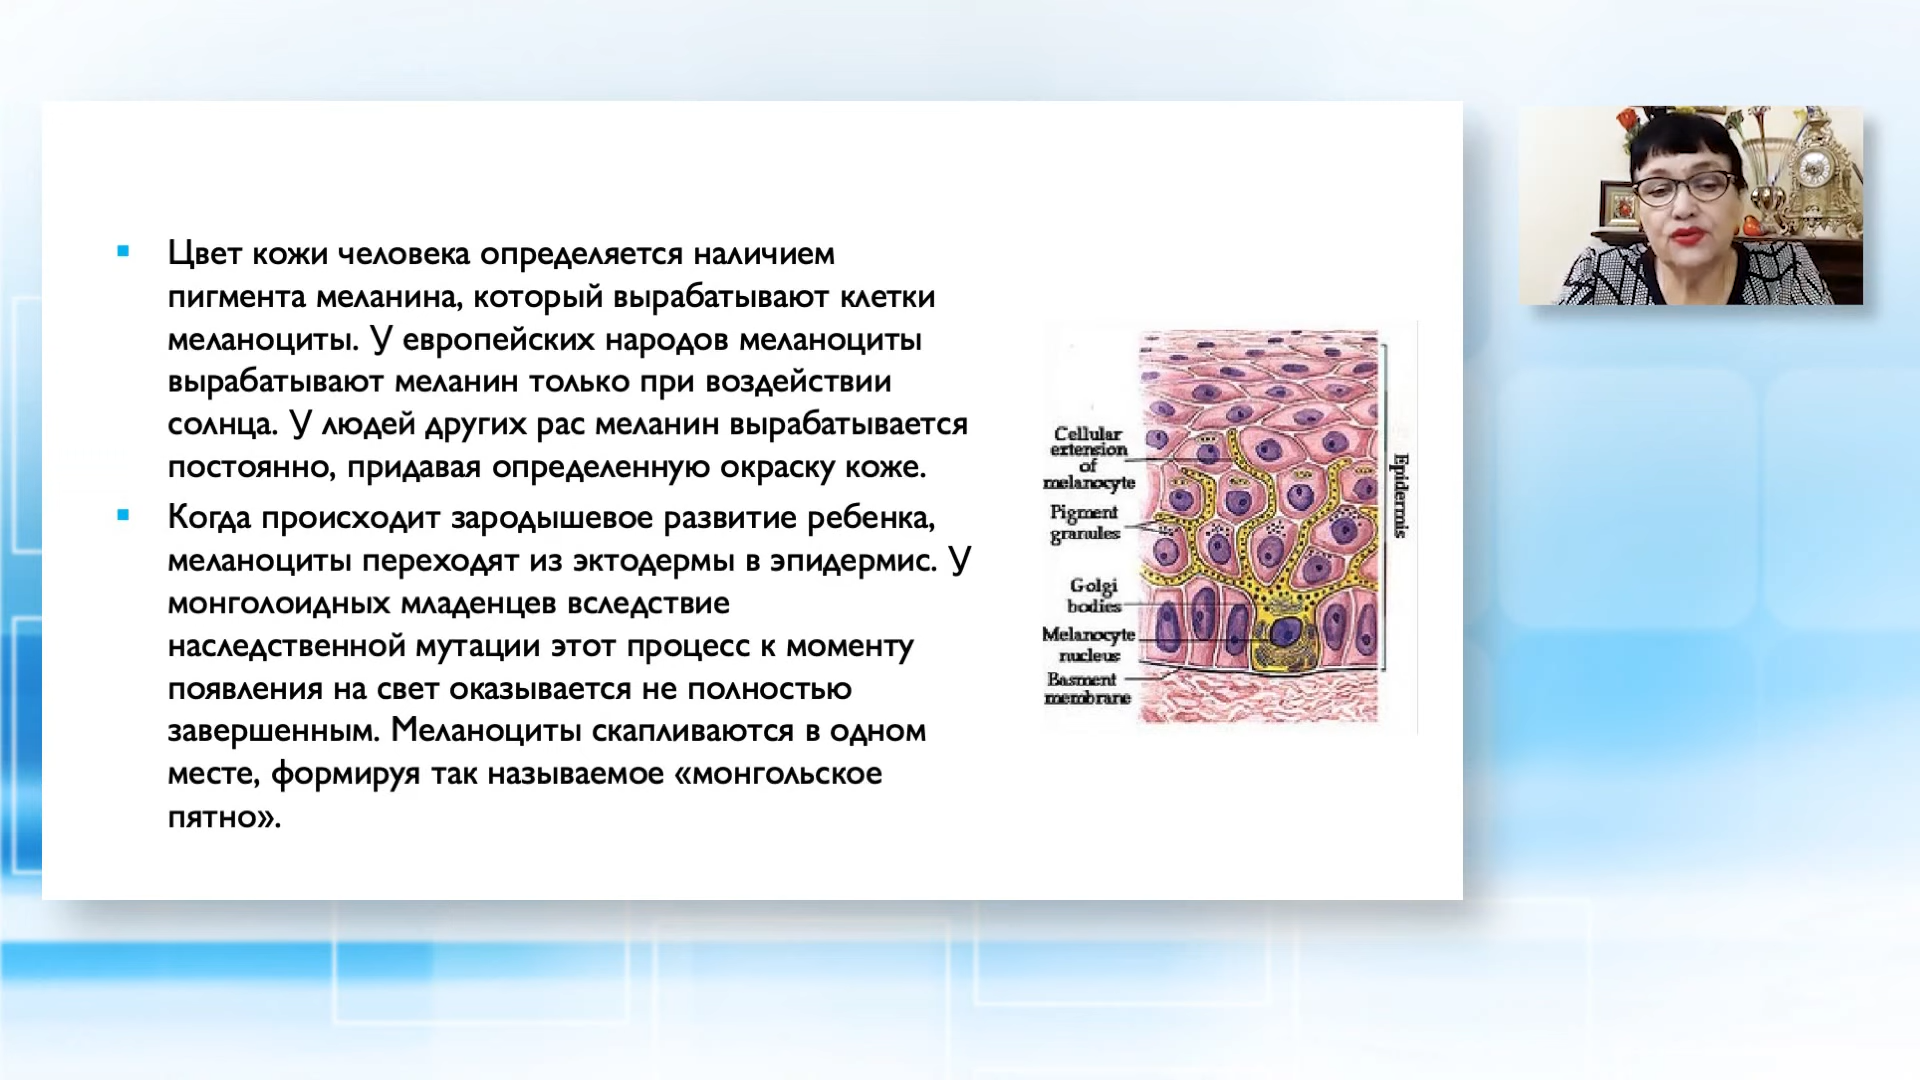 Цвет кожи человека определяется наличием
пигмента меланина, который вырабатывают клетки
меланоциты. У европейских народов меланоциты
вырабатывают меланин только при воздействии
солнца. У людей других рас меланин вырабатывается
постоянно, придавая определенную окраску коже.
Когда происходит зародышевое развитие ребенка,
меланоциты переходят из эктодермы в эпидермис. У
монголоидных младенцев вследствие
наследственной мутации этот процесс к моменту
появления на свет оказывается не полностью
завершенным. Меланоциты скапливаются в одном
месте, формируя так называемое «монгольское
пятно».
Cellular
extension
of
melanocyte
Pigment
granules
Golgi
bodies
Melanocyte
nucleus
Basment
membrane
Epidermis